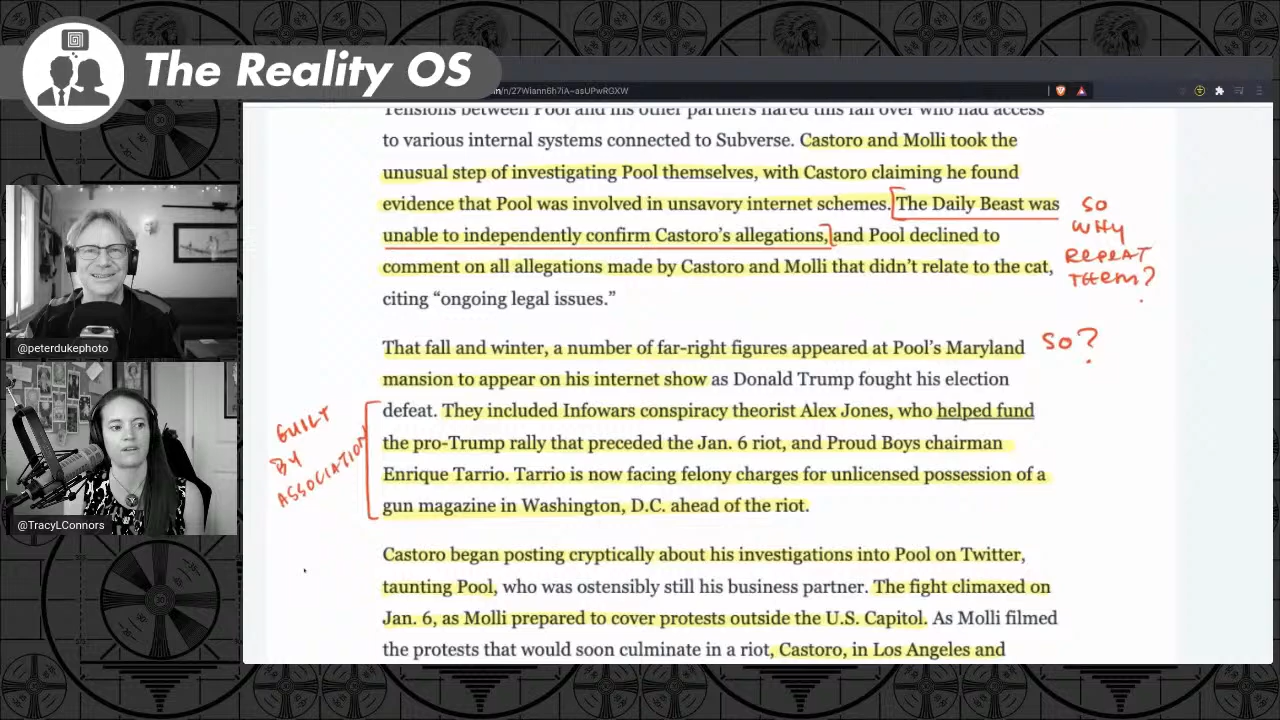 The Reality OS
n/27Wiann6h7iA-asUPwRGXW
Tensions between Pool and his other partners flared this fall over who had access
to various internal systems connected to Subverse. Castoro and Molli took the
unusual step of investigating Pool themselves, with Castoro claiming he found
evidence that Pool was involved in unsavory internet schemes. The Daily Beast was
unable to independently confirm Castoro’s allegations, and Pool declined to
comment on all allegations made by Castoro and Molli that didn’t relate to the cat,
citing “ongoing legal issues.”
SO
WHY
REPEAT
THEM?
@peterdukephoto
That fall and winter, a number of far-right figures appeared at Pool’s Maryland
mansion to appear on his internet show as Donald Trump fought his election
defeat. They included Infowars conspiracy theorist Alex Jones, who helped fund
the pro-Trump rally that preceded the Jan. 6 riot, and Proud Boys chairman
Enrique Tarrio. Tarrio is now facing felony charges for unlicensed possession of a
gun magazine in Washington, D.C. ahead of the riot.
SO?
GUILT
BY
ASSOCIATION
@TracyLConnors
Castoro began posting cryptically about his investigations into Pool on Twitter,
taunting Pool, who was ostensibly still his business partner. The fight climaxed on
Jan. 6, as Molli prepared to cover protests outside the U.S. Capitol. As Molli filmed
the protests that would soon culminate in a riot, Castoro, in Los Angeles and